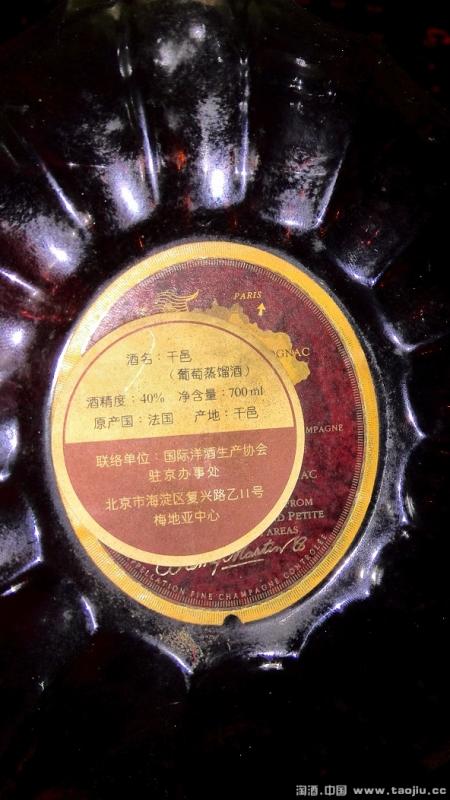 PARIS
酒名：干邑
（葡萄蒸馏酒）
GNAC
酒精度：40% 净含量：700ml
原产国：法国 产地：干邑
MPAGNE
联络单位：国际洋酒生产协会
驻京办事处
AC
北京市海淀区复兴路乙11号
FROM
梅地亚中心
D PETITE
AREAS
Rémy Martin
PPELLATION FINE CHAMPAGNE CONTROLEE
淘酒.中国 www.taojiu.cc